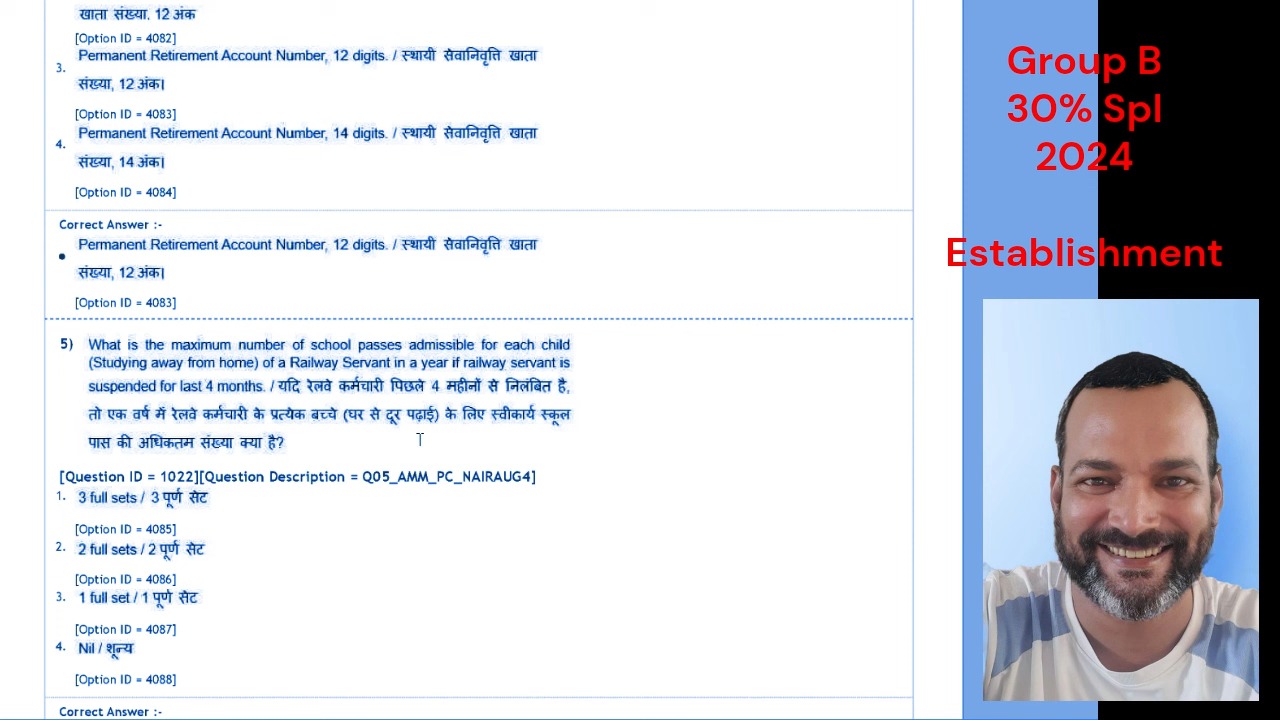 खाता संख्या. 12 अंक
[Option ID = 4082]
3. Permanent Retirement Account Number, 12 digits. / स्थायी सेवानिवृत्ति खाता
संख्या, 12 अंक।
[Option ID = 4083]
4. Permanent Retirement Account Number, 14 digits. / स्थायी सेवानिवृत्ति खाता
संख्या, 14 अंक।
[Option ID = 4084]
Correct Answer :-
• Permanent Retirement Account Number, 12 digits. / स्थायी सेवानिवृत्ति खाता
संख्या, 12 अंक।
[Option ID = 4083]
5) What is the maximum number of school passes admissible for each child
(Studying away from home) of a Railway Servant in a year if railway servant is
suspended for last 4 months. / यदि रेलवे कर्मचारी पिछले 4 महीनों से निलंबित है,
तो एक वर्ष में रेलवे कर्मचारी के प्रत्येक बच्चे (घर से दूर पढ़ाई) के लिए स्वीकार्य स्कूल
पास की अधिकतम संख्या क्या है?
[Question ID = 1022][Question Description = Q05_AMM_PC_NAIRAUG4]
1. 3 full sets / 3 पूर्ण सेट
[Option ID = 4085]
2. 2 full sets / 2 पूर्ण सेट
[Option ID = 4086]
3. 1 full set / 1 पूर्ण सेट
[Option ID = 4087]
4. Nil / शून्य
[Option ID = 4088]
Correct Answer :-
Group B
30% Spl
2024
Establishment